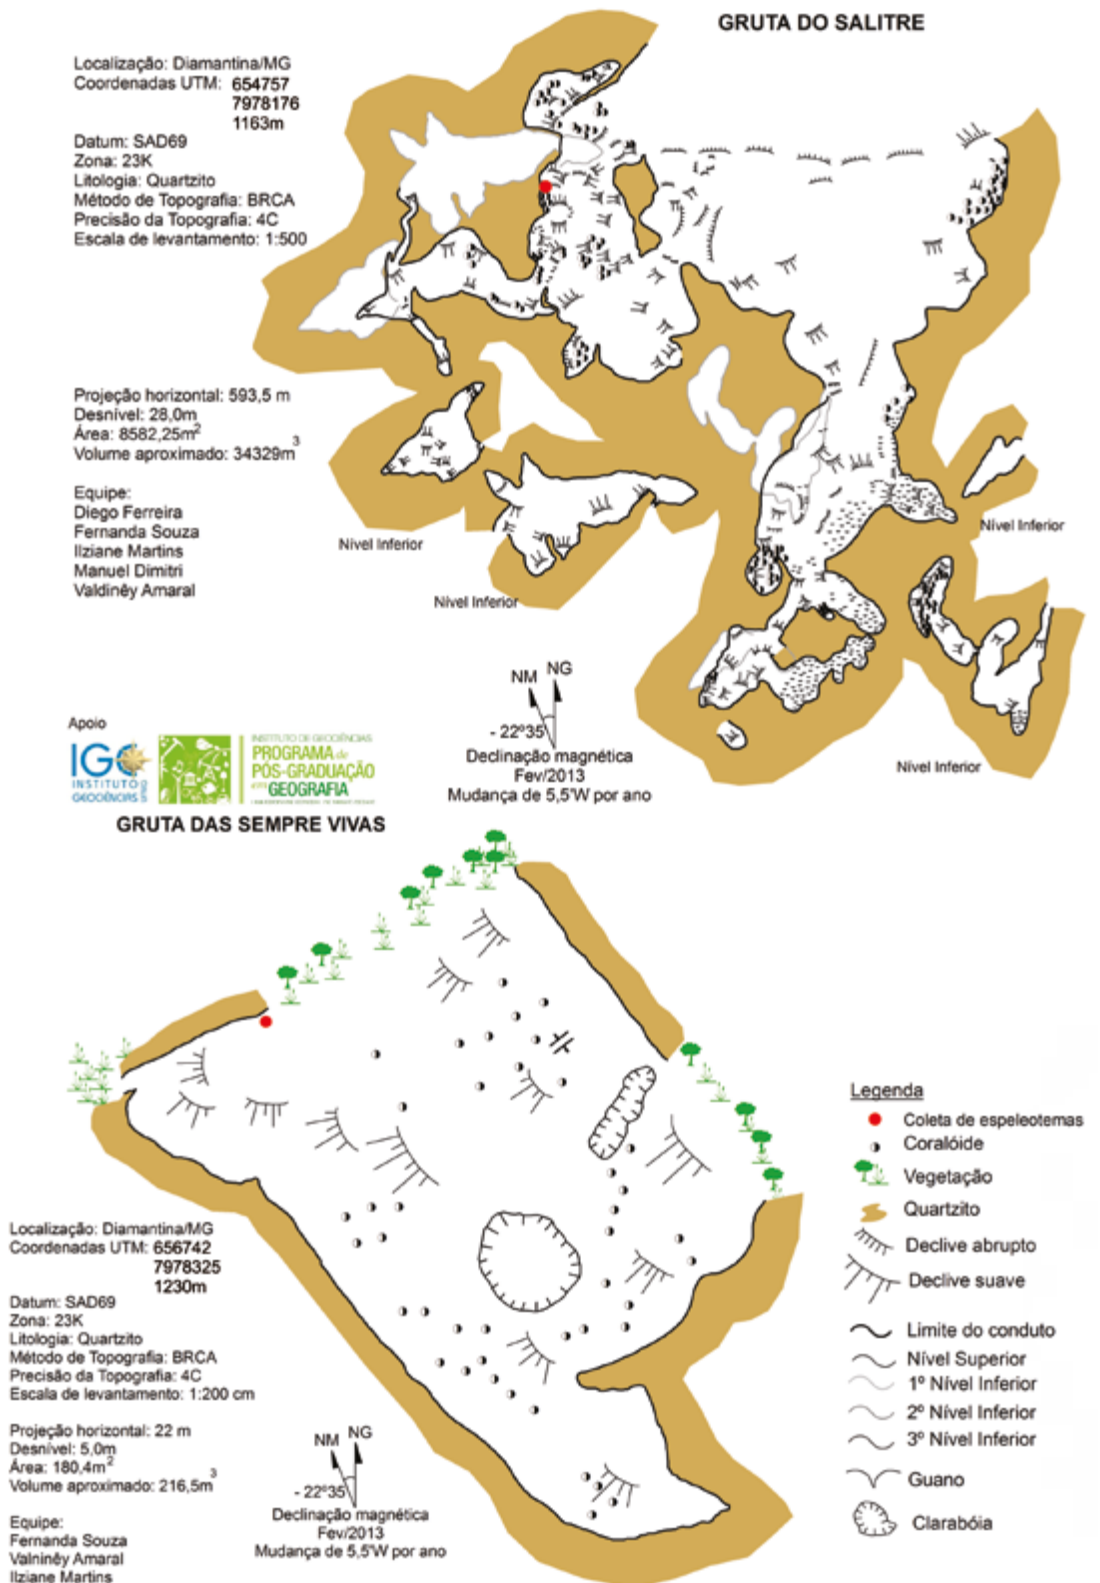 GRUTA DO SALITRE
Localização: Diamantina/MG
Coordenadas UTM: 654757
7978176
1163m
Datum: SAD69
Zona: 23K
Litologia: Quartzito
Método de Topografia: BRCA
Precisão da Topografia: 4C
Escala de levantamento: 1:500
Projeção horizontal: 593,5 m
Desnível: 28,0m
Área: 8582,25m²
Volume aproximado: 34329m³
Equipe:
Diego Ferreira
Fernanda Souza
Ilziane Martins
Manuel Dimitri
Valdinêy Amaral
Nível Inferior
Nível Inferior
Nível Inferior
Nível Inferior
NM NG
- 22º35'
Declinação magnética
Fev/2013
Mudança de 5,5'W por ano
Apoio
IGC
INSTITUTO
GEOCIÊNCIAS
UFMG
INSTITUTO DE GEOCIÊNCIAS
PROGRAMA de
PÓS-GRADUAÇÃO
em GEOGRAFIA
GRUTA DAS SEMPRE VIVAS
Localização: Diamantina/MG
Coordenadas UTM: 656742
7978325
1230m
Datum: SAD69
Zona: 23K
Litologia: Quartzito
Método de Topografia: BRCA
Precisão da Topografia: 4C
Escala de levantamento: 1:200 cm
Projeção horizontal: 22 m
Desnível: 5,0m
Área: 180,4m²
Volume aproximado: 216,5m³
Equipe:
Fernanda Souza
Valninêy Amaral
Ilziane Martins
NM NG
- 22º35'
Declinação magnética
Fev/2013
Mudança de 5,5'W por ano
Legenda
Coleta de espeleotemas
Coralóide
Vegetação
Quartzito
Declive abrupto
Declive suave
Limite do conduto
Nível Superior
1º Nível Inferior
2º Nível Inferior
3º Nível Inferior
Guano
Clarabóia